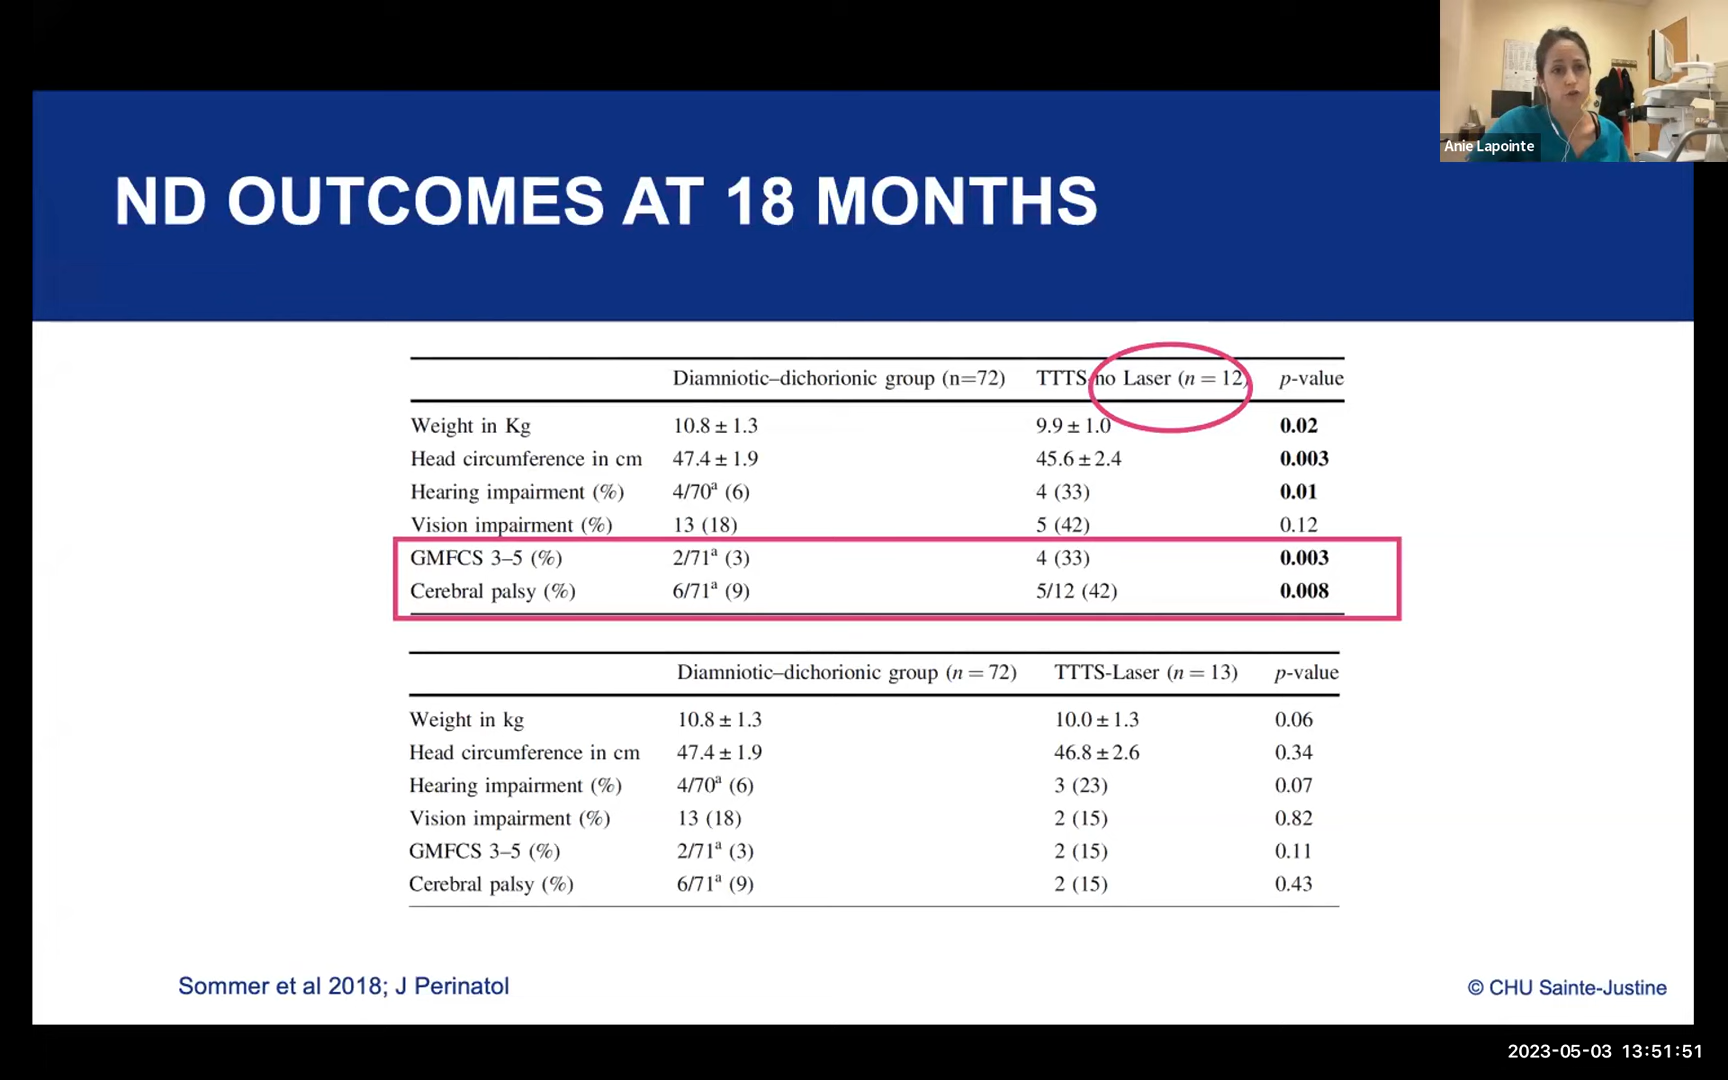 Anie Lapointe
ND OUTCOMES AT 18 MONTHS
Diamniotic–dichorionic group (n=72) TTTS-no Laser (n = 12) p-value
Weight in Kg 10.8 ± 1.3 9.9 ± 1.0 0.02
Head circumference in cm 47.4 ± 1.9 45.6 ± 2.4 0.003
Hearing impairment (%) 4/70ᵃ (6) 4 (33) 0.01
Vision impairment (%) 13 (18) 5 (42) 0.12
GMFCS 3–5 (%) 2/71ᵃ (3) 4 (33) 0.003
Cerebral palsy (%) 6/71ᵃ (9) 5/12 (42) 0.008
Diamniotic–dichorionic group (n = 72) TTTS-Laser (n = 13) p-value
Weight in kg 10.8 ± 1.3 10.0 ± 1.3 0.06
Head circumference in cm 47.4 ± 1.9 46.8 ± 2.6 0.34
Hearing impairment (%) 4/70ᵃ (6) 3 (23) 0.07
Vision impairment (%) 13 (18) 2 (15) 0.82
GMFCS 3–5 (%) 2/71ᵃ (3) 2 (15) 0.11
Cerebral palsy (%) 6/71ᵃ (9) 2 (15) 0.43
Sommer et al 2018; J Perinatol
© CHU Sainte-Justine
2023-05-03 13:51:51